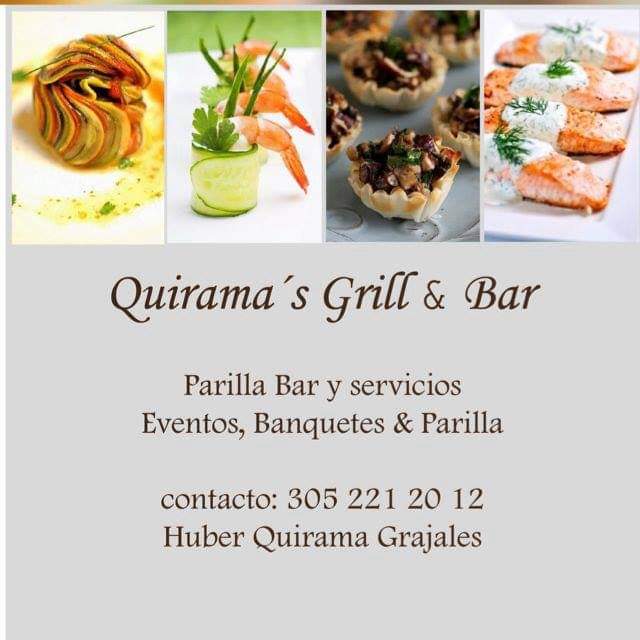 Quirama´s Grill & Bar
Parilla Bar y servicios
Eventos, Banquetes & Parilla
contacto: 305 221 20 12
Huber Quirama Grajales